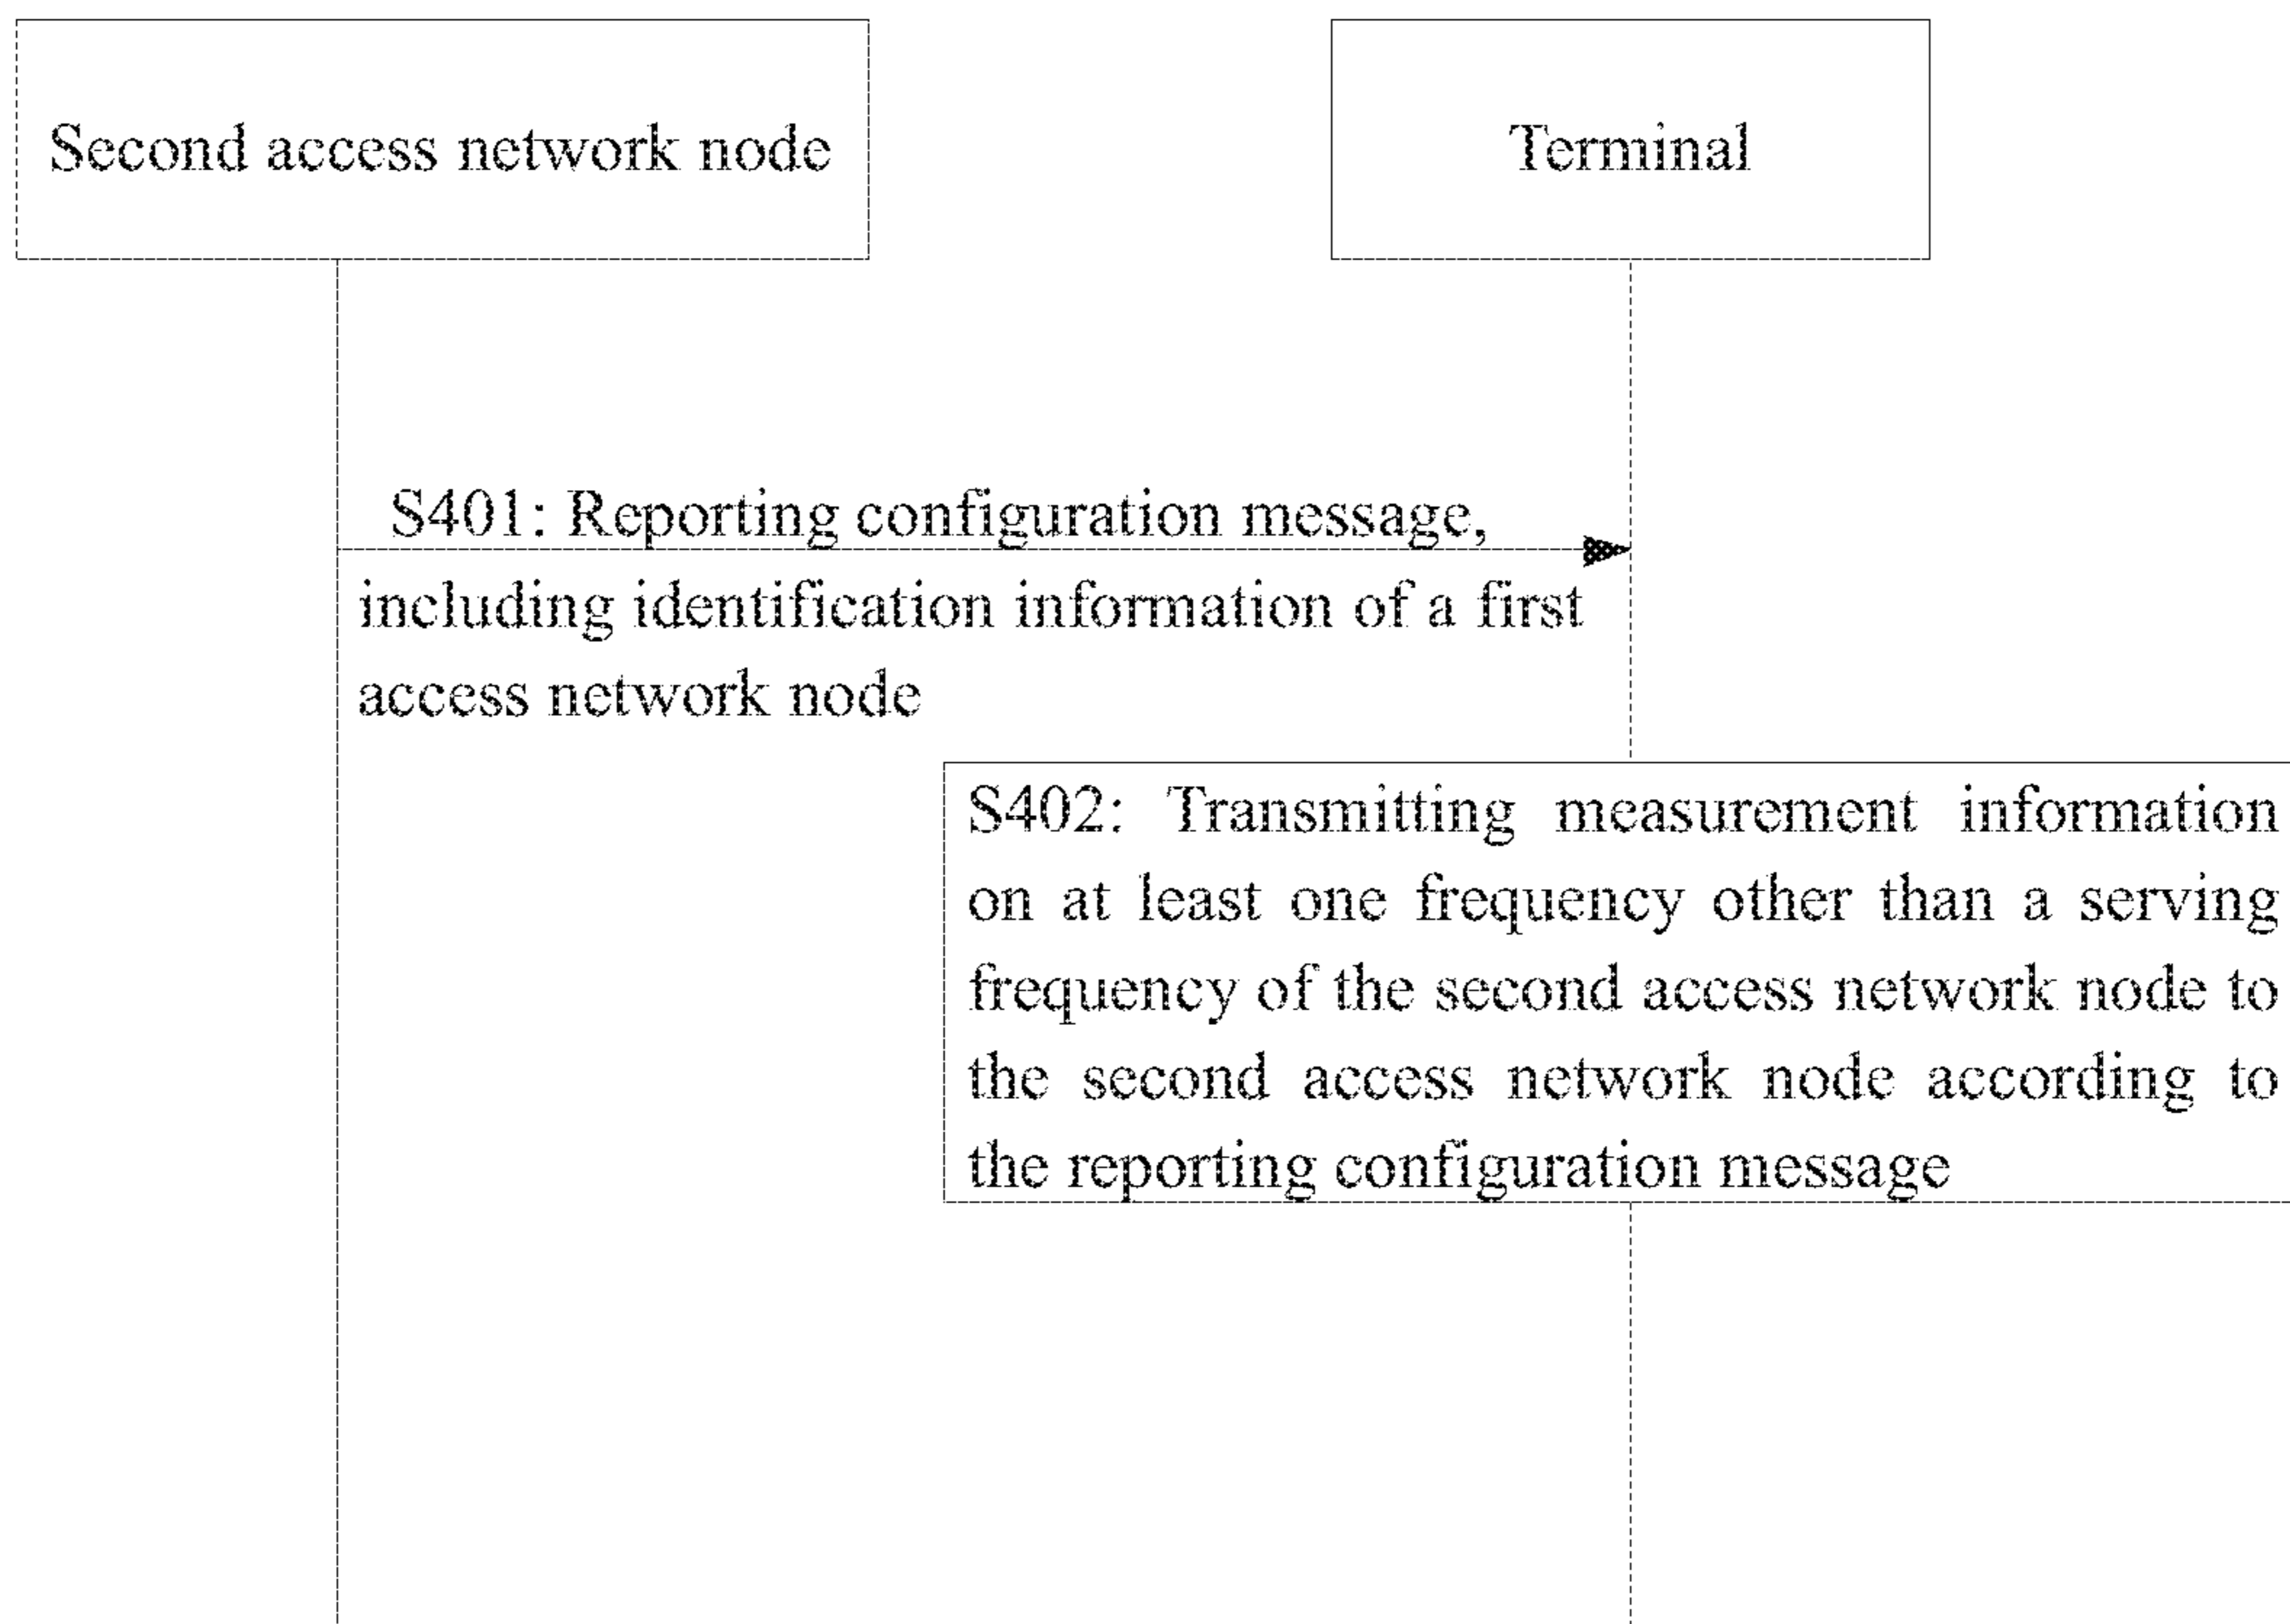 Second access network node
Terminal
S401: Reporting configuration message,
including identification information of a first
access network node
S402: Transmitting measurement information
on at least one frequency other than a serving
frequency of the second access network node to
the second access network node according to
the reporting configuration message